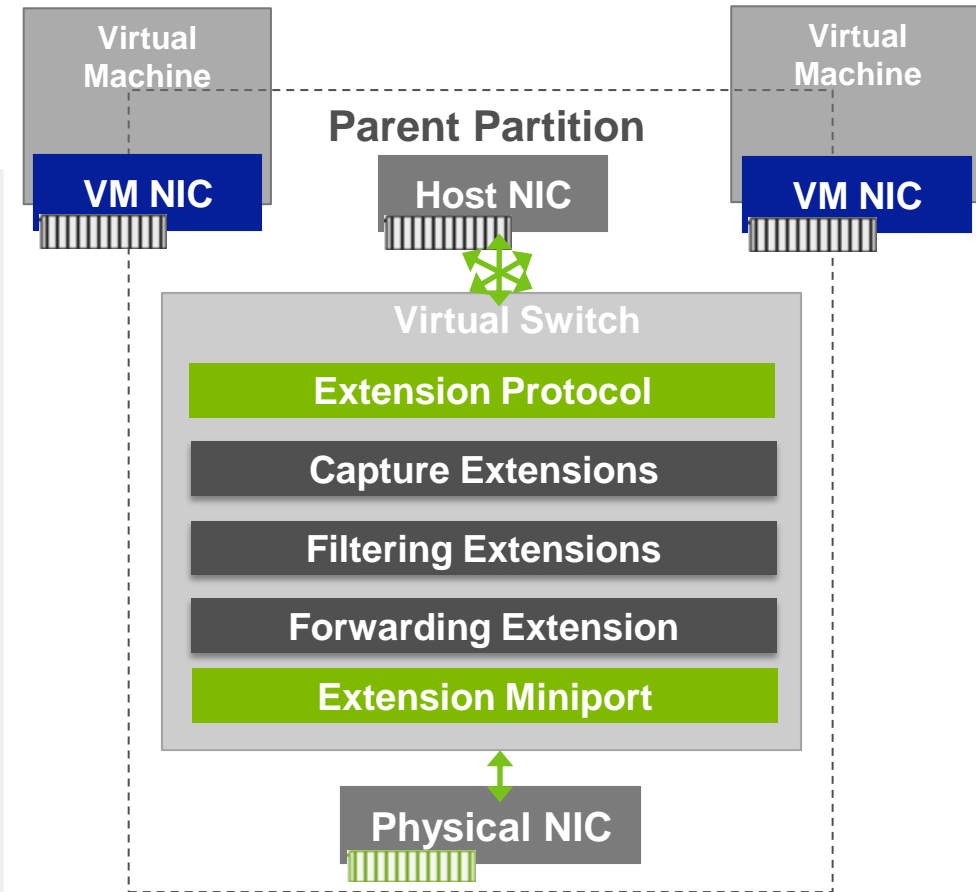 Virtual
Machine
Virtual
Machine
Parent Partition
VM NIC
Host NIC
VM NIC
Virtual Switch
Extension Protocol
Capture Extensions
Filtering Extensions
Forwarding Extension
Extension Miniport
Physical NIC